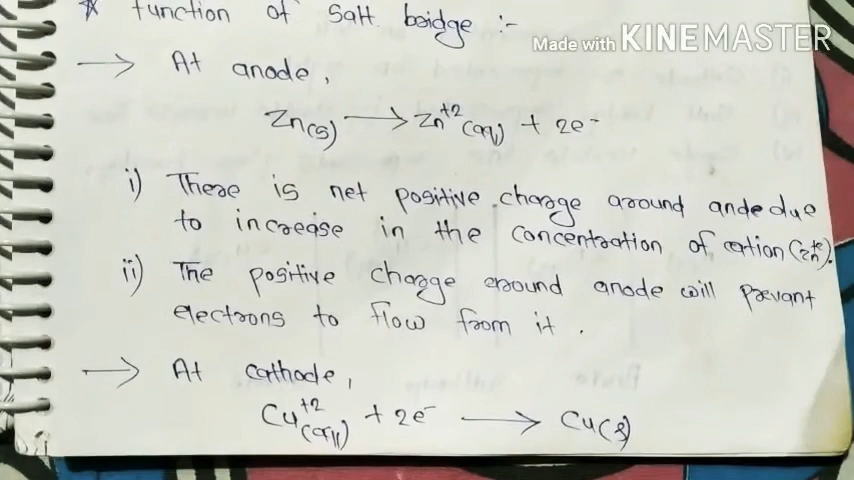 * function of Salt bridge :-
Made with KINEMASTER
→ At anode,
Zn(s) → Zn+2 (aq) + 2e-
i) There is net positive charge around andedue
to increase in the concentration of cation (Zn+2).
ii) The positive charge around anode will prevant
electrons to flow from it .
→ At cathode,
Cu+2 (aq) + 2e- → Cu(s)